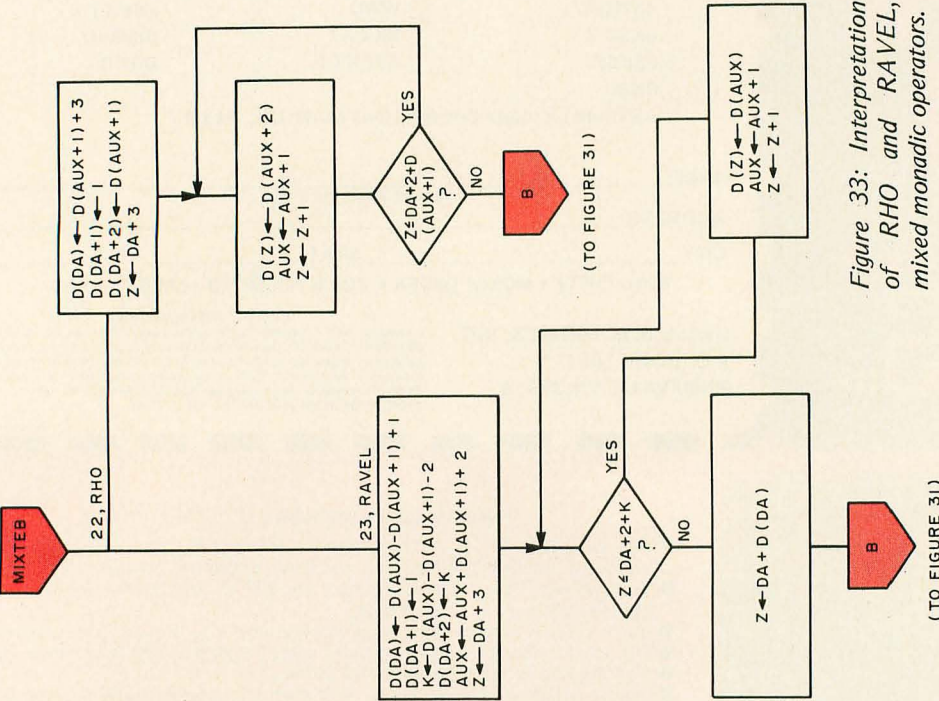 MIXTEB
22, RHO
D(DA) ← D(AUX+1)+3
D(DA+1) ← 1
D(DA+2) ← D(AUX+1)
Z ← DA+3
D(Z) ← D(AUX+2)
AUX ← AUX+1
Z ← Z+1
Z≤DA+2+D
(AUX+1)
?
YES
NO
B
(TO FIGURE 31)
23, RAVEL
D(DA) ← D(AUX)-D(AUX+1)+1
D(DA+1) ← 1
K ← D(AUX)-D(AUX+1)-2
D(DA+2) ← K
AUX ← AUX+D(AUX+1)+2
Z ← DA+3
Z≤DA+2+K
?
YES
NO
D(Z) ← D(AUX)
AUX ← AUX+1
Z ← Z+1
Z ← DA+D(DA)
B
(TO FIGURE 31)
Figure 33: Interpretation
of RHO and RAVEL,
mixed monadic operators.